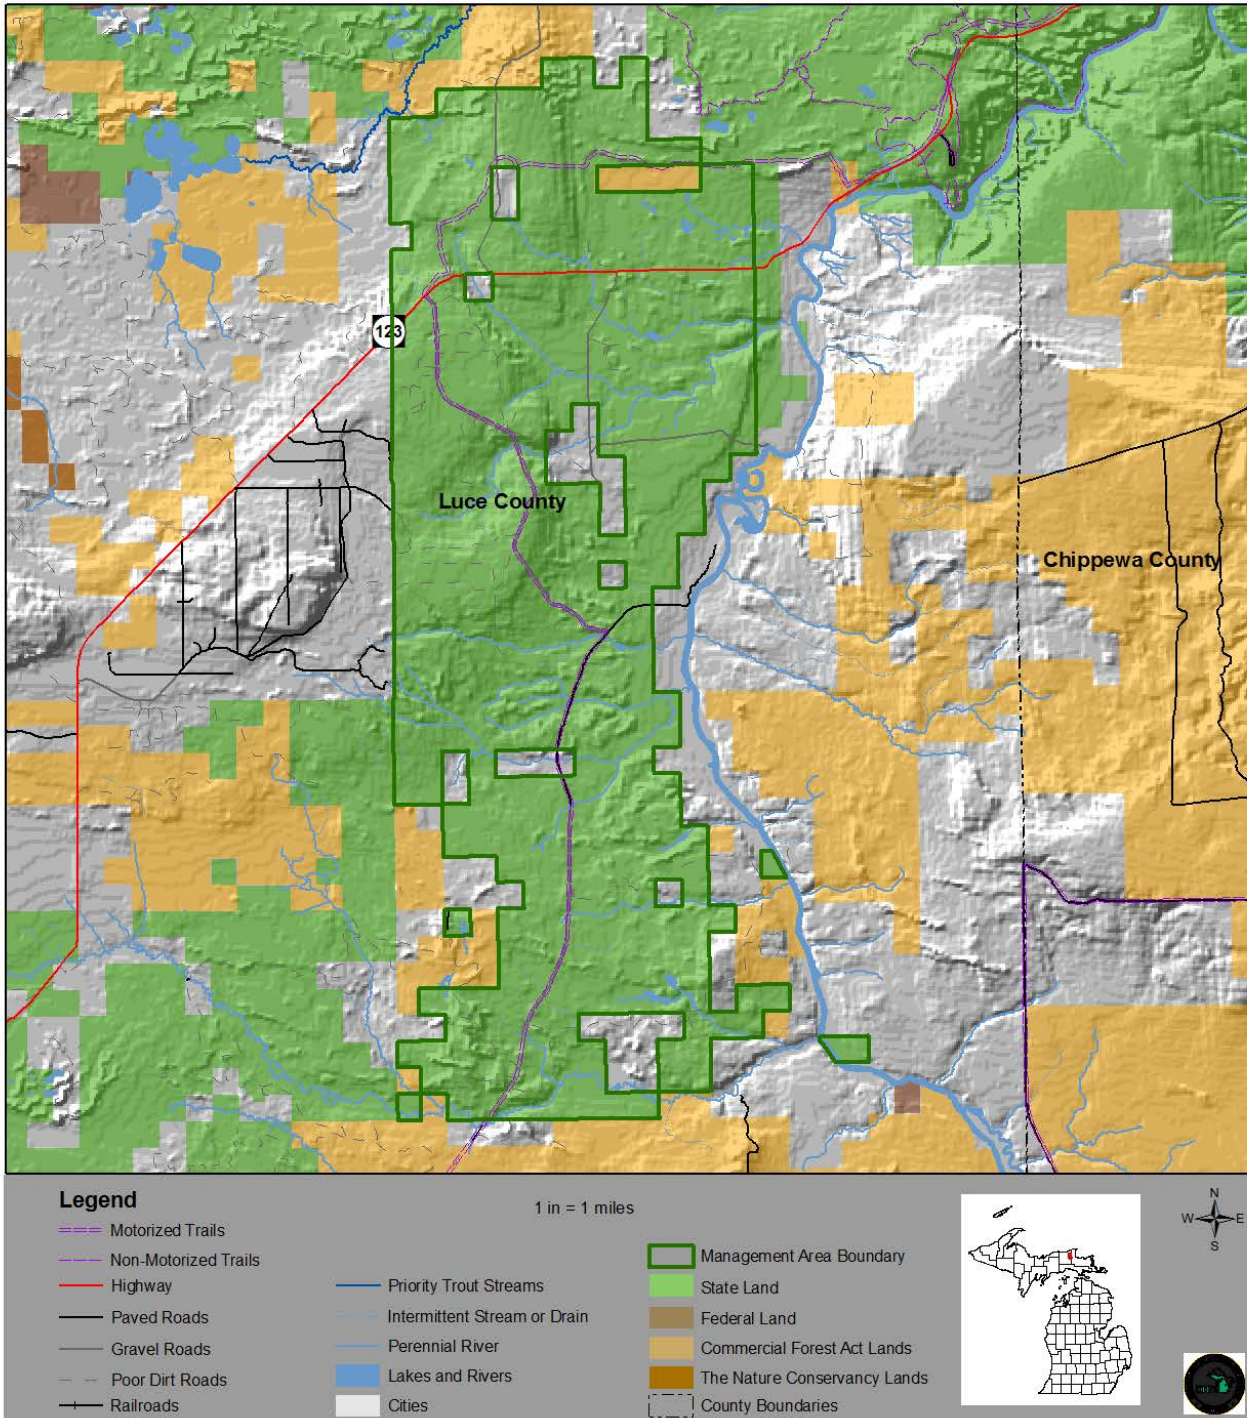 123
Luce County
Chippewa County
Legend
1 in = 1 miles
Motorized Trails
Non-Motorized Trails
Highway
Paved Roads
Gravel Roads
Poor Dirt Roads
Railroads
Priority Trout Streams
Intermittent Stream or Drain
Perennial River
Lakes and Rivers
Cities
Management Area Boundary
State Land
Federal Land
Commercial Forest Act Lands
The Nature Conservancy Lands
County Boundaries
N
W E
S